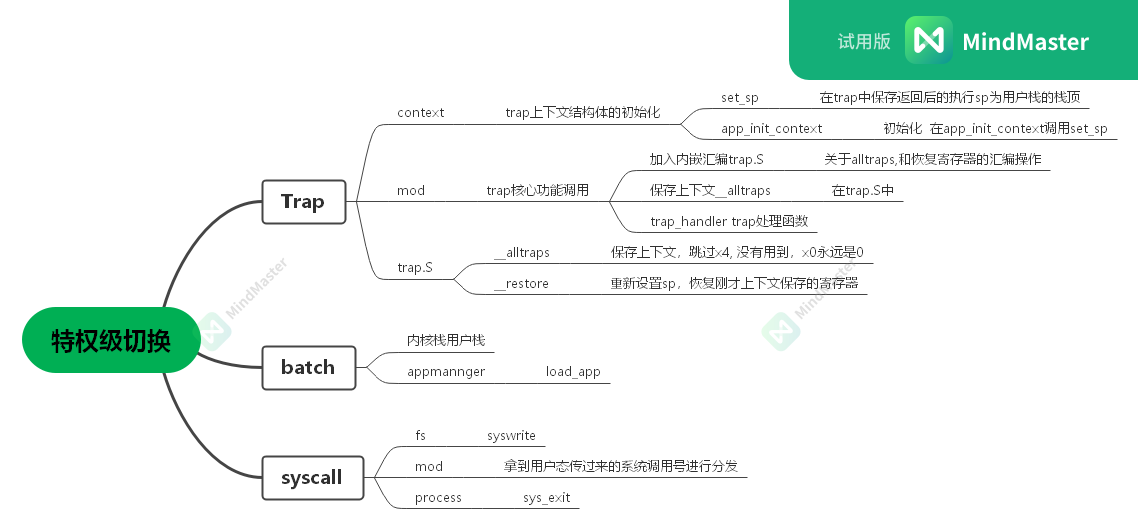 试用版 MindMaster
特权级切换
Trap
context
trap上下文结构体的初始化
set_sp
在trap中保存返回后的执行sp为用户栈的栈顶
app_init_context
初始化 在app_init_context调用set_sp
mod
trap核心功能调用
加入内嵌汇编trap.S
关于alltraps,和恢复寄存器的汇编操作
保存上下文__alltraps
在trap.S中
trap_handler trap处理函数
trap.S
__alltraps
保存上下文，跳过x4, 没有用到，x0永远是0
__restore
重新设置sp，恢复刚才上下文保存的寄存器
batch
内核栈用户栈
appmannger
load_app
syscall
fs
syswrite
mod
拿到用户态传过来的系统调用号进行分发
process
sys_exit
MindMaster
MindMaster